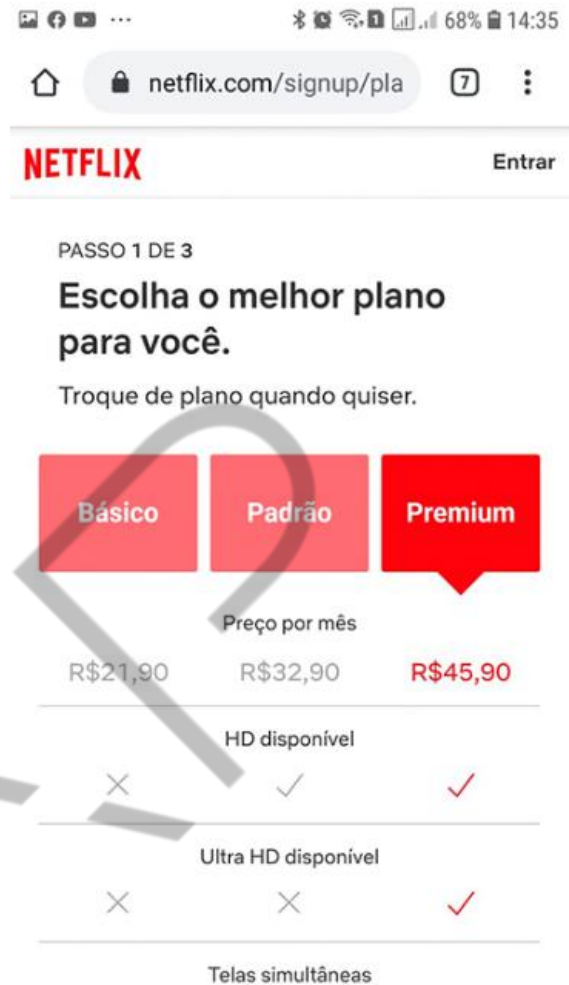 ... 68% 14:35
netflix.com/signup/pla 7
NETFLIX Entrar
PASSO 1 DE 3
Escolha o melhor plano
para você.
Troque de plano quando quiser.
Básico Padrão Premium
Preço por mês
R$21,90 R$32,90 R$45,90
HD disponível
Ultra HD disponível
Telas simultâneas